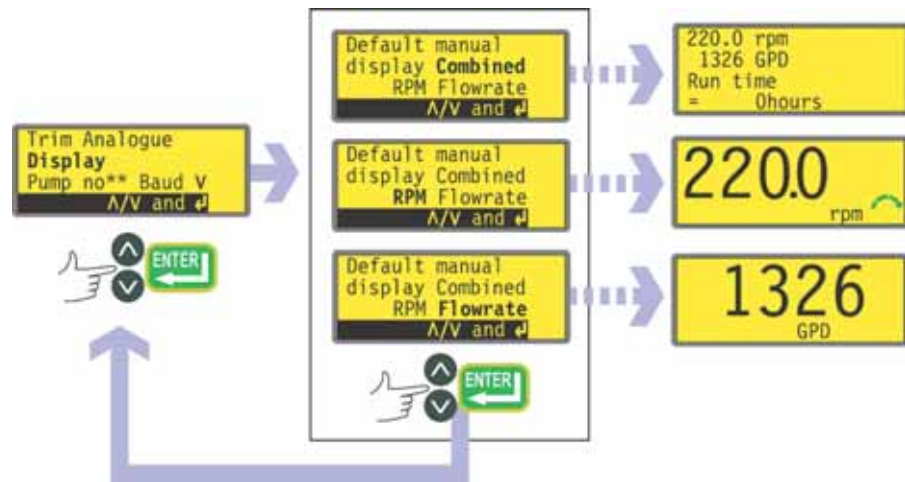 Trim Analogue
Display
Pump no** Baud V
Λ/V and ↵
ENTER
Default manual
display Combined
RPM Flowrate
Λ/V and ↵
Default manual
display Combined
RPM Flowrate
Λ/V and ↵
Default manual
display Combined
RPM Flowrate
Λ/V and ↵
ENTER
220.0 rpm
1326 GPD
Run time
= 0hours
220.0
rpm
1326
GPD